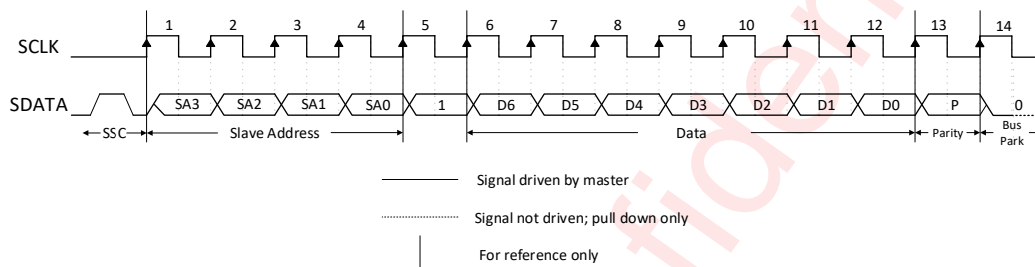 1 2 3 4 5 6 7 8 9 10 11 12 13 14
SCLK
SDATA SA3 SA2 SA1 SA0 1 D6 D5 D4 D3 D2 D1 D0 P 0
SSC Slave Address Data Parity Bus
Park
Signal driven by master
Signal not driven; pull down only
For reference only